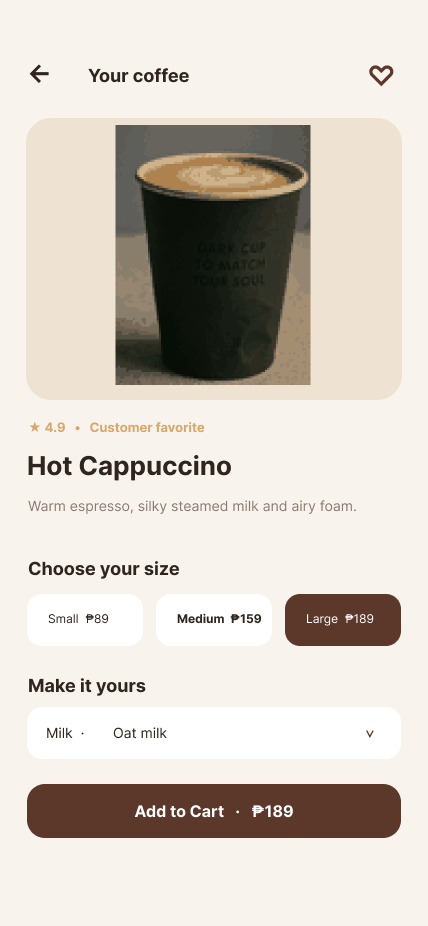 Your coffee
DARK CUP
TO MATCH
YOUR SOUL
★ 4.9 • Customer favorite
Hot Cappuccino
Warm espresso, silky steamed milk and airy foam.
Choose your size
Small ₱89 Medium ₱159 Large ₱189
Make it yours
Milk · Oat milk
Add to Cart · ₱189